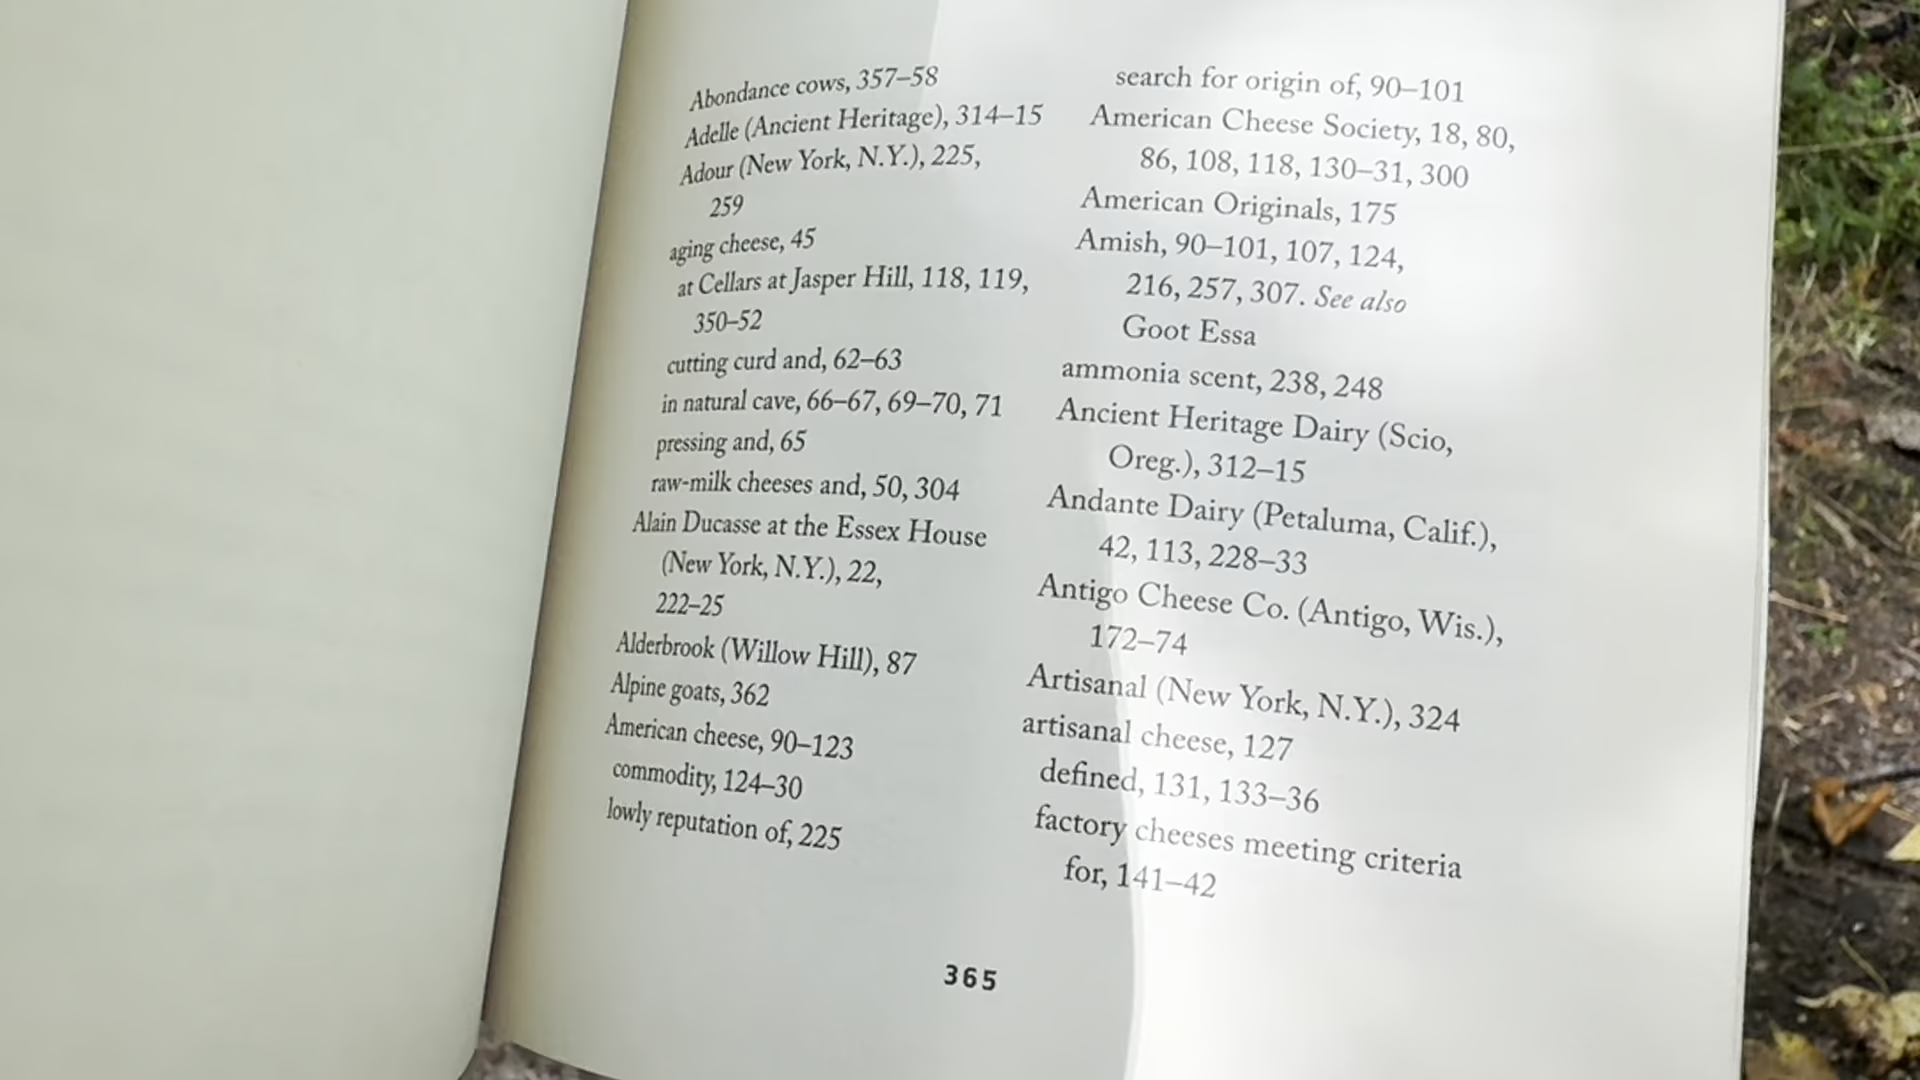 Abondance cows, 357–58
Adelle (Ancient Heritage), 314–15
Adour (New York, N.Y.), 225,
259
aging cheese, 45
at Cellars at Jasper Hill, 118, 119,
350–52
cutting curd and, 62–63
in natural cave, 66–67, 69–70, 71
pressing and, 65
raw-milk cheeses and, 50, 304
Alain Ducasse at the Essex House
(New York, N.Y.), 22,
222–25
Alderbrook (Willow Hill), 87
Alpine goats, 362
American cheese, 90–123
commodity, 124–30
lowly reputation of, 225
search for origin of, 90–101
American Cheese Society, 18, 80,
86, 108, 118, 130–31, 300
American Originals, 175
Amish, 90–101, 107, 124,
216, 257, 307. See also
Goot Essa
ammonia scent, 238, 248
Ancient Heritage Dairy (Scio,
Oreg.), 312–15
Andante Dairy (Petaluma, Calif.),
42, 113, 228–33
Antigo Cheese Co. (Antigo, Wis.),
172–74
Artisanal (New York, N.Y.), 324
artisanal cheese, 127
defined, 131, 133–36
factory cheeses meeting criteria
for, 141–42
365